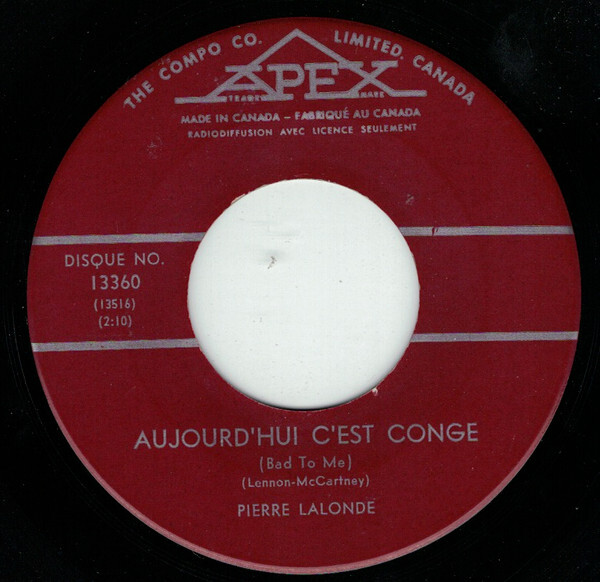 THE COMPO CO. LIMITED. CANADA
APEX
TRADE MARK
MADE IN CANADA — FABRIQUÉ AU CANADA
RADIODIFFUSION AVEC LICENCE SEULEMENT
DISQUE NO.
13360
(13516)
(2:10)
AUJOURD'HUI C'EST CONGE
(Bad To Me)
(Lennon-McCartney)
PIERRE LALONDE